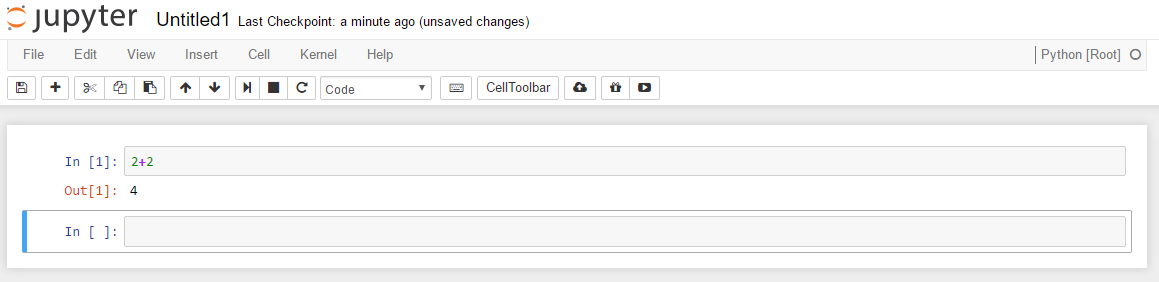 jupyter Untitled1 Last Checkpoint: a minute ago (unsaved changes)
File Edit View Insert Cell Kernel Help Python [Root]
Code CellToolbar
In [1]: 2+2
Out[1]: 4
In [ ]: